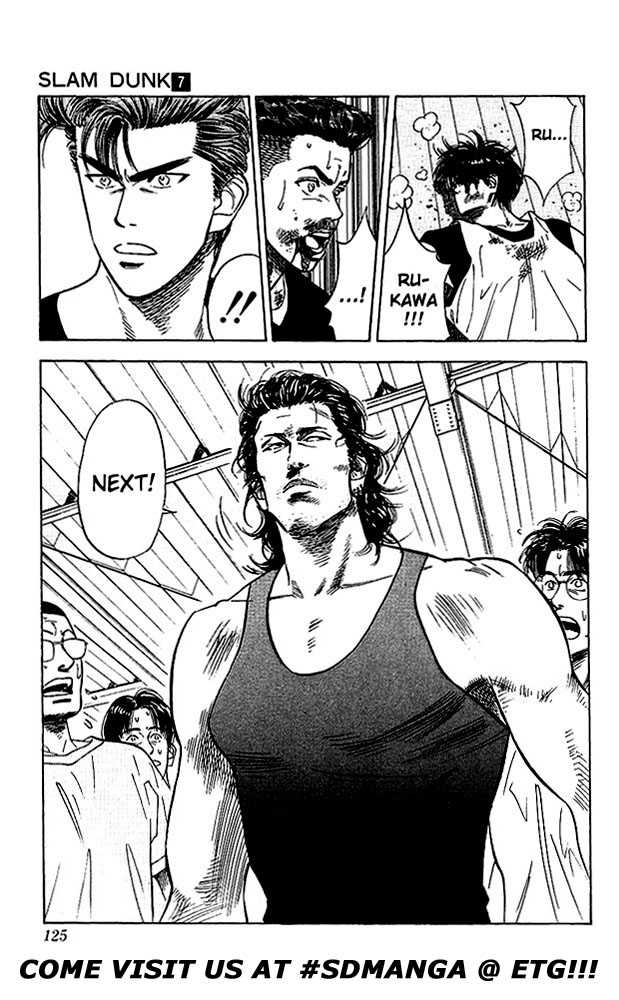 SLAM DUNK 7
RU...
RU-
KAWA
!!!
...!
!!
NEXT!
125
COME VISIT US AT #SDMANGA @ ETG!!!